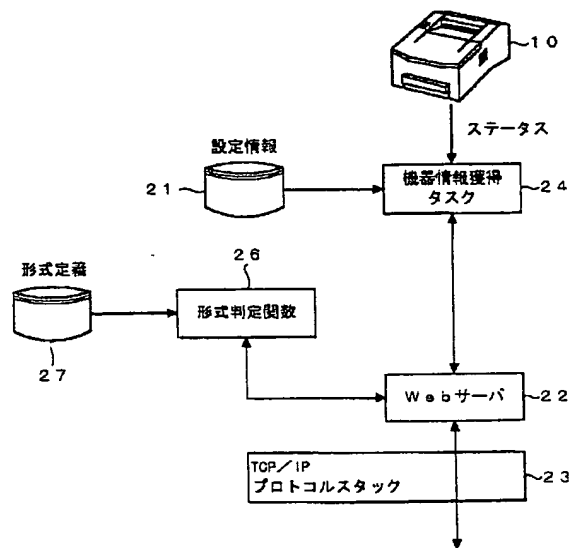 10
ステータス
設定情報
21
機器情報獲得
タスク
24
26
形式定義
形式判定関数
27
Webサーバ
22
TCP/IP
プロトコルスタック
23